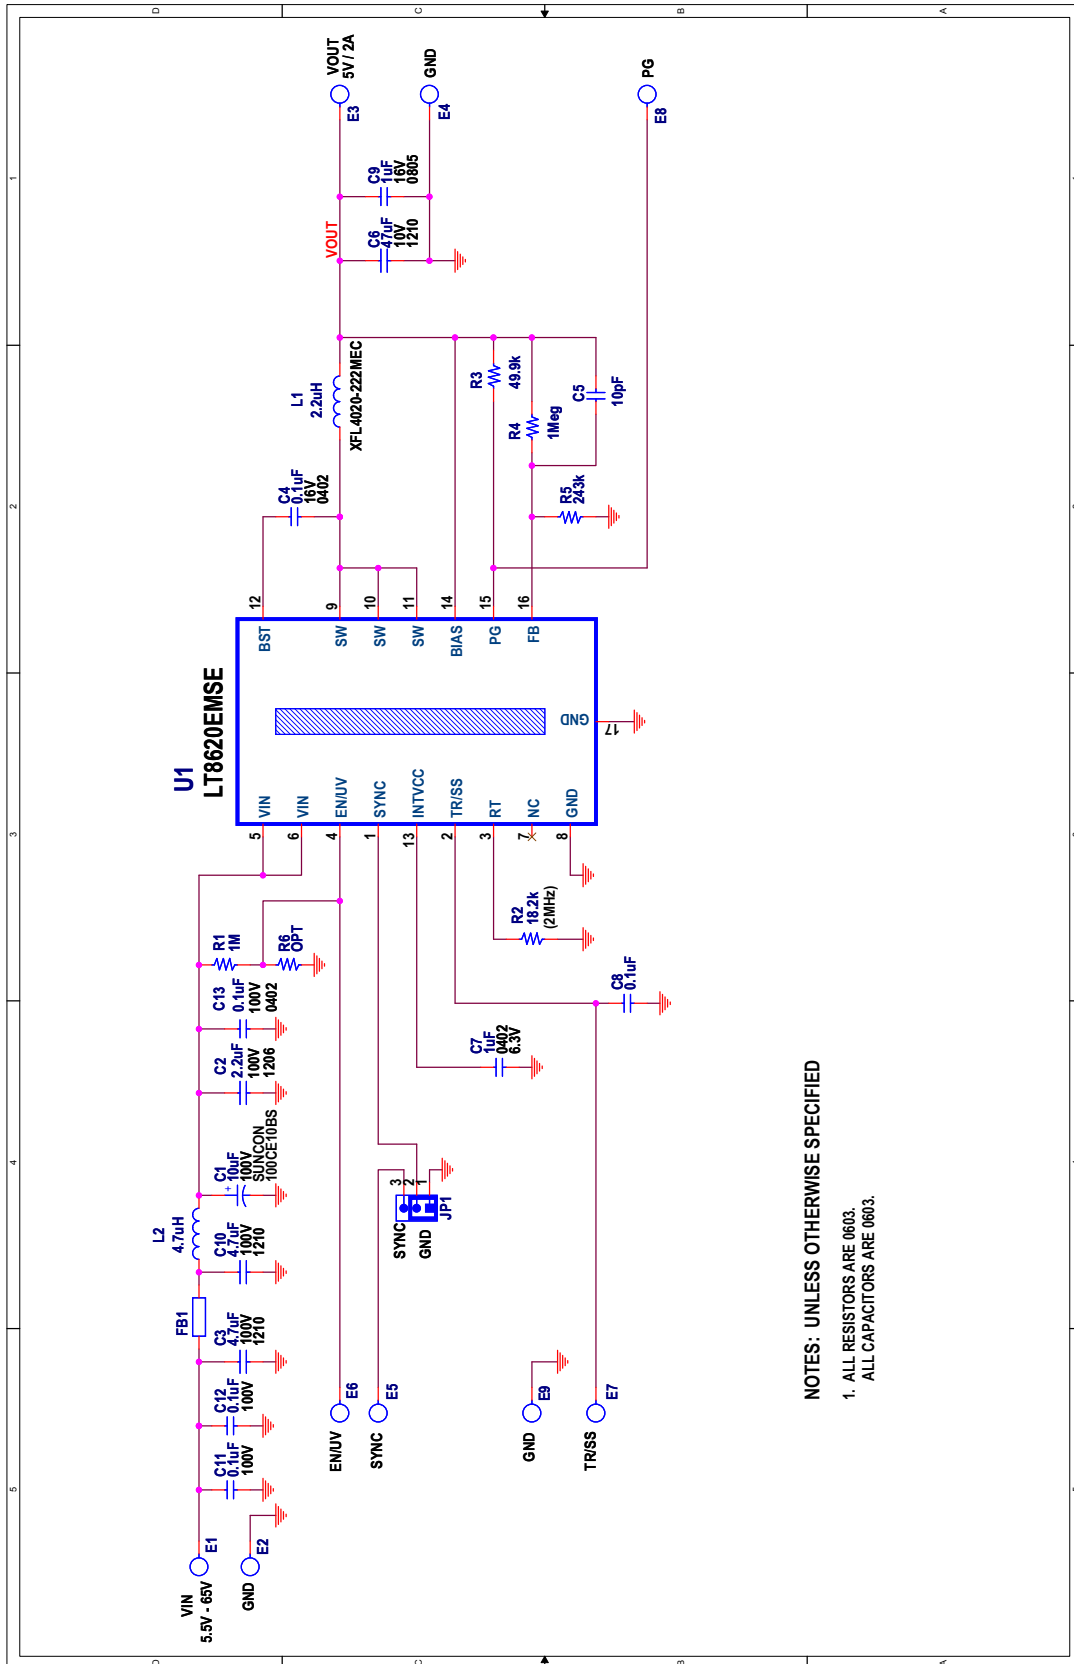 D
C
B
A
5
4
3
2
1
VIN
5.5V - 65V
E1
GND
E2
C11
0.1uF
100V
C12
0.1uF
100V
C3
4.7uF
100V
1210
FB1
C10
4.7uF
100V
1210
L2
4.7uH
C1
+
10uF
100V
SUNCON
100CE10BS
C2
2.2uF
100V
1206
C13
0.1uF
100V
0402
R1
1M
R6
OPT
EN/UV
E6
SYNC
E5
GND
E9
TR/SS
E7
SYNC
GND
3
2
1
JP1
C7
1uF
0402
6.3V
C8
0.1uF
R2
18.2k
(2MHz)
U1
LT8620EMSE
5
VIN
6
VIN
4
EN/UV
1
SYNC
13
INTVCC
2
TR/SS
3
RT
7
NC
8
GND
17
GND
BST
12
SW
9
SW
10
SW
11
BIAS
14
PG
15
FB
16
C4
0.1uF
16V
0402
L1
2.2uH
XFL4020-222MEC
R3
49.9k
R4
1Meg
C5
10pF
R5
243k
VOUT
C6
47uF
10V
1210
C9
1uF
16V
0805
VOUT
5V / 2A
E3
GND
E4
PG
E8
NOTES: UNLESS OTHERWISE SPECIFIED
1. ALL RESISTORS ARE 0603.
ALL CAPACITORS ARE 0603.